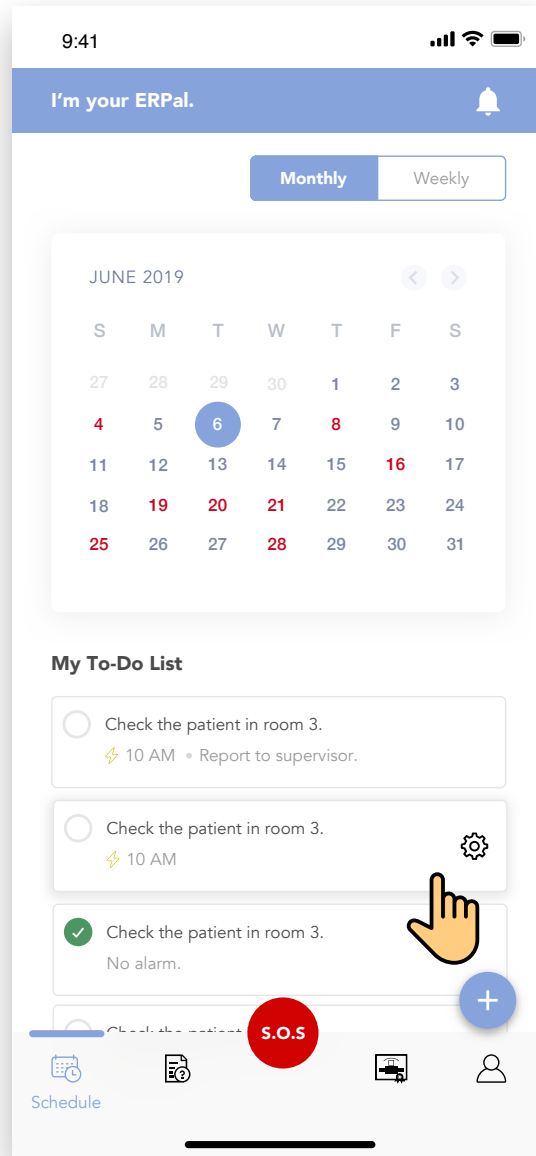 9:41
I'm your ERPal.
Monthly Weekly
JUNE 2019
S M T W T F S
27 28 29 30 1 2 3
4 5 6 7 8 9 10
11 12 13 14 15 16 17
18 19 20 21 22 23 24
25 26 27 28 29 30 31
My To-Do List
Check the patient in room 3.
10 AM • Report to supervisor.
Check the patient in room 3.
10 AM
Check the patient in room 3.
No alarm.
Check the patient
S.O.S
Schedule